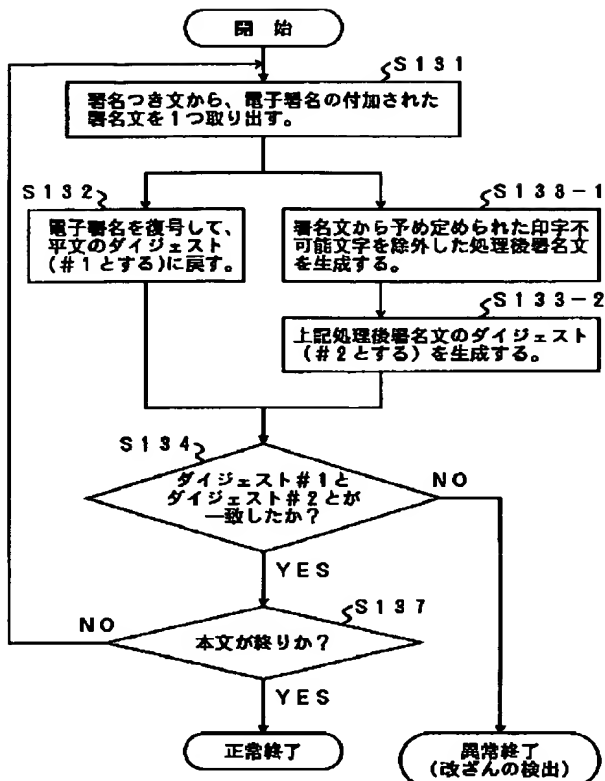 開 始
S131
署名つき文から、電子署名の付加された
署名文を1つ取り出す。
S132
電子署名を復号して、
平文のダイジェスト
(#1とする)に戻す。
S133-1
署名文から予め定められた印字不
可能文字を除外した処理後署名文
を生成する。
S133-2
上記処理後署名文のダイジェスト
(#2とする)を生成する。
S134
ダイジェスト#1と
ダイジェスト#2とが
一致したか?
NO
YES
S137
NO
本文が終りか?
YES
正常終了
異常終了
(改ざんの検出)